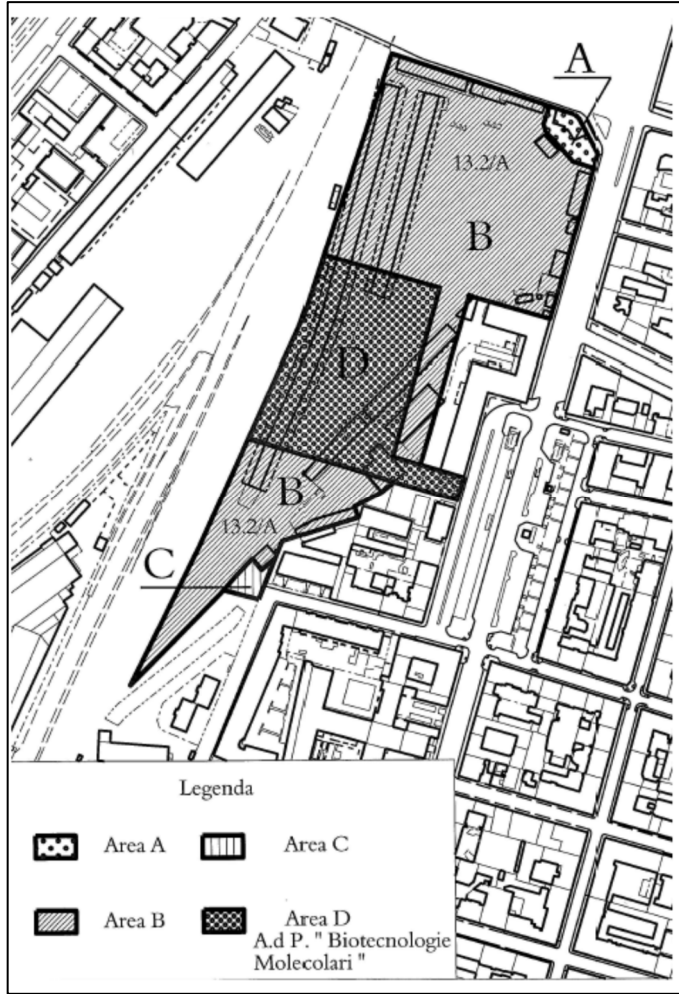 A
13.2/A
B
D
B
13.2/A
C
Legenda
Area A
Area C
Area B
Area D
A.d P. " Biotecnologie
Molecolari "